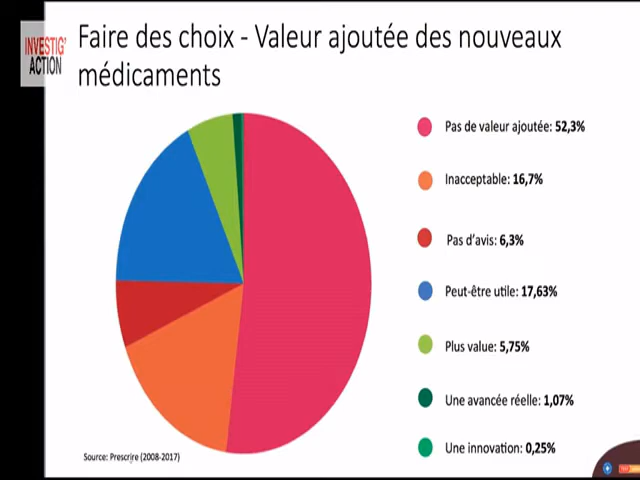 INVESTIG'
ACTION
Faire des choix - Valeur ajoutée des nouveaux
médicaments
Pas de valeur ajoutée: 52,3%
Inacceptable: 16,7%
Pas d'avis: 6,3%
Peut-être utile: 17,63%
Plus value: 5,75%
Une avancée réelle: 1,07%
Une innovation: 0,25%
Source: Prescrire (2008-2017)